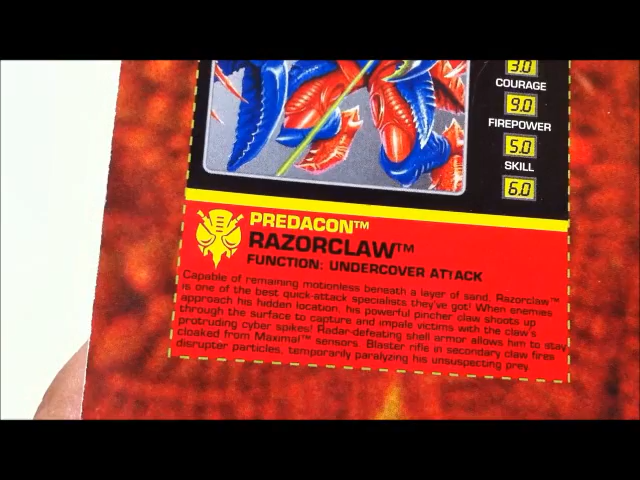 3.0
COURAGE
9.0
FIREPOWER
5.0
SKILL
6.0
PREDACON™
RAZORCLAW™
FUNCTION: UNDERCOVER ATTACK
Capable of remaining motionless beneath a layer of sand, Razorclaw™
is one of the best quick-attack specialists they've got! When enemies
approach his hidden location, his powerful pincher claw shoots up
through the surface to capture and impale victims with the claw's
protruding cyber spikes! Radar-defeating shell armor allows him to stay
cloaked from Maximal™ sensors. Blaster rifle in secondary claw fires
disrupter particles, temporarily paralyzing his unsuspecting prey.